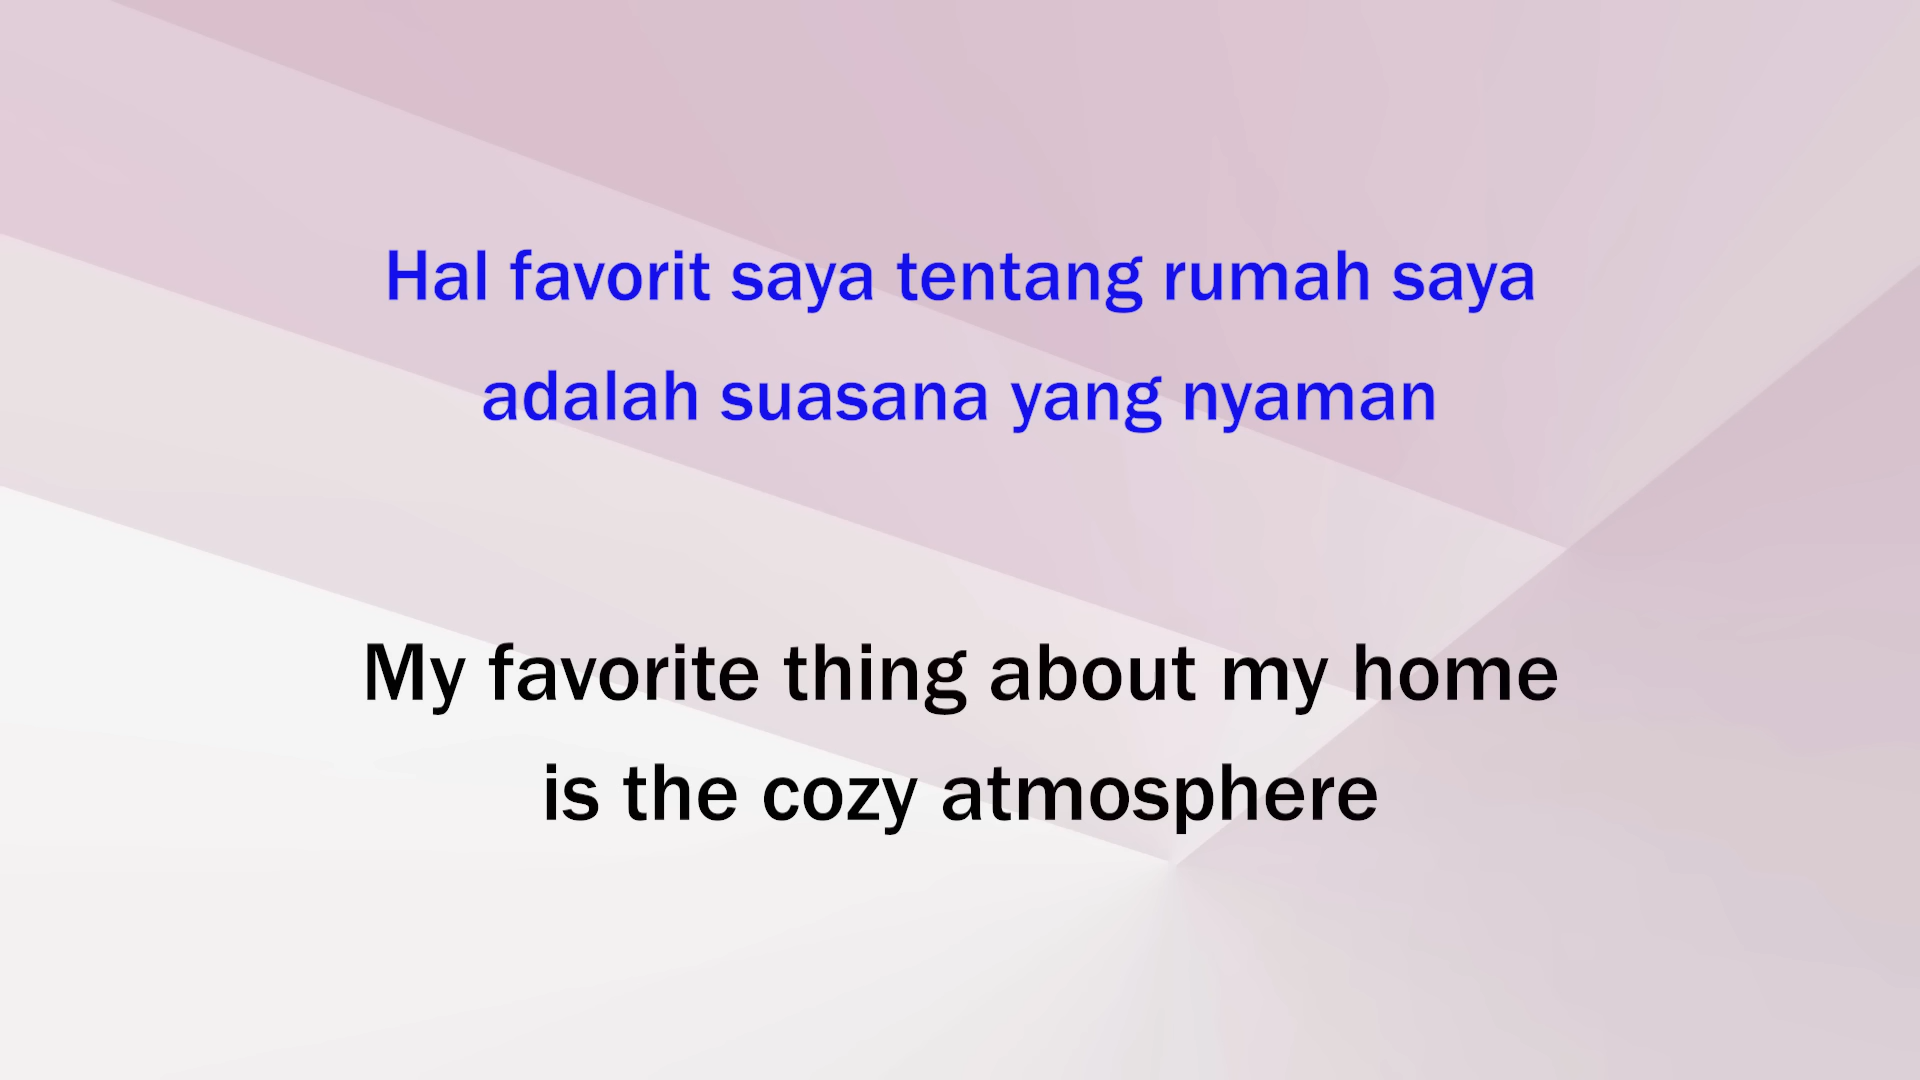 Hal favorit saya tentang rumah saya
adalah suasana yang nyaman
My favorite thing about my home
is the cozy atmosphere